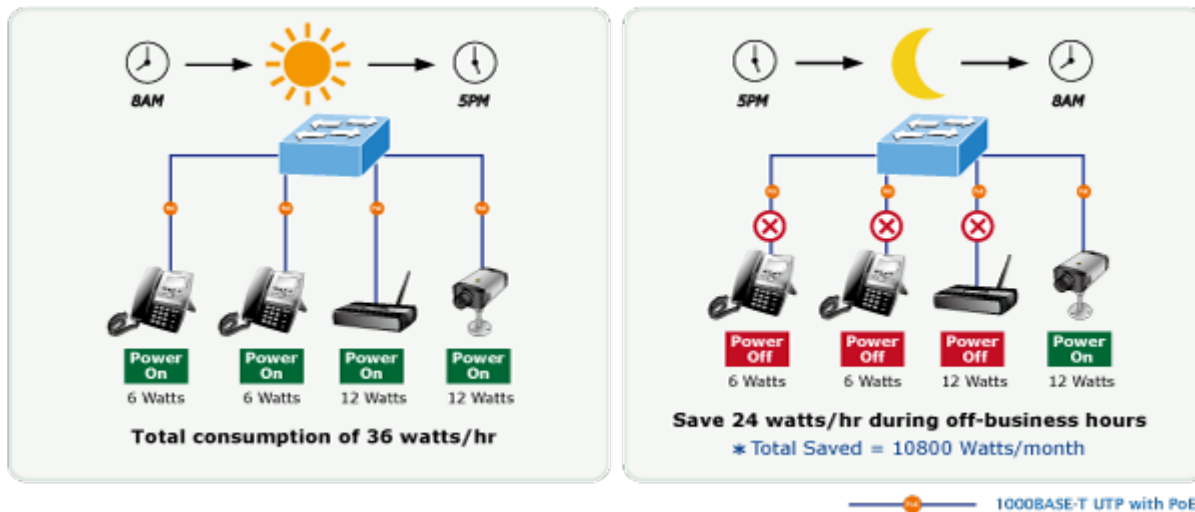 8AM
5PM
Power On
6 Watts
Power On
6 Watts
Power On
12 Watts
Power On
12 Watts
Total consumption of 36 watts/hr
5PM
8AM
Power Off
6 Watts
Power Off
6 Watts
Power Off
12 Watts
Power On
12 Watts
Save 24 watts/hr during off-business hours
* Total Saved = 10800 Watts/month
1000BASE-T UTP with PoE